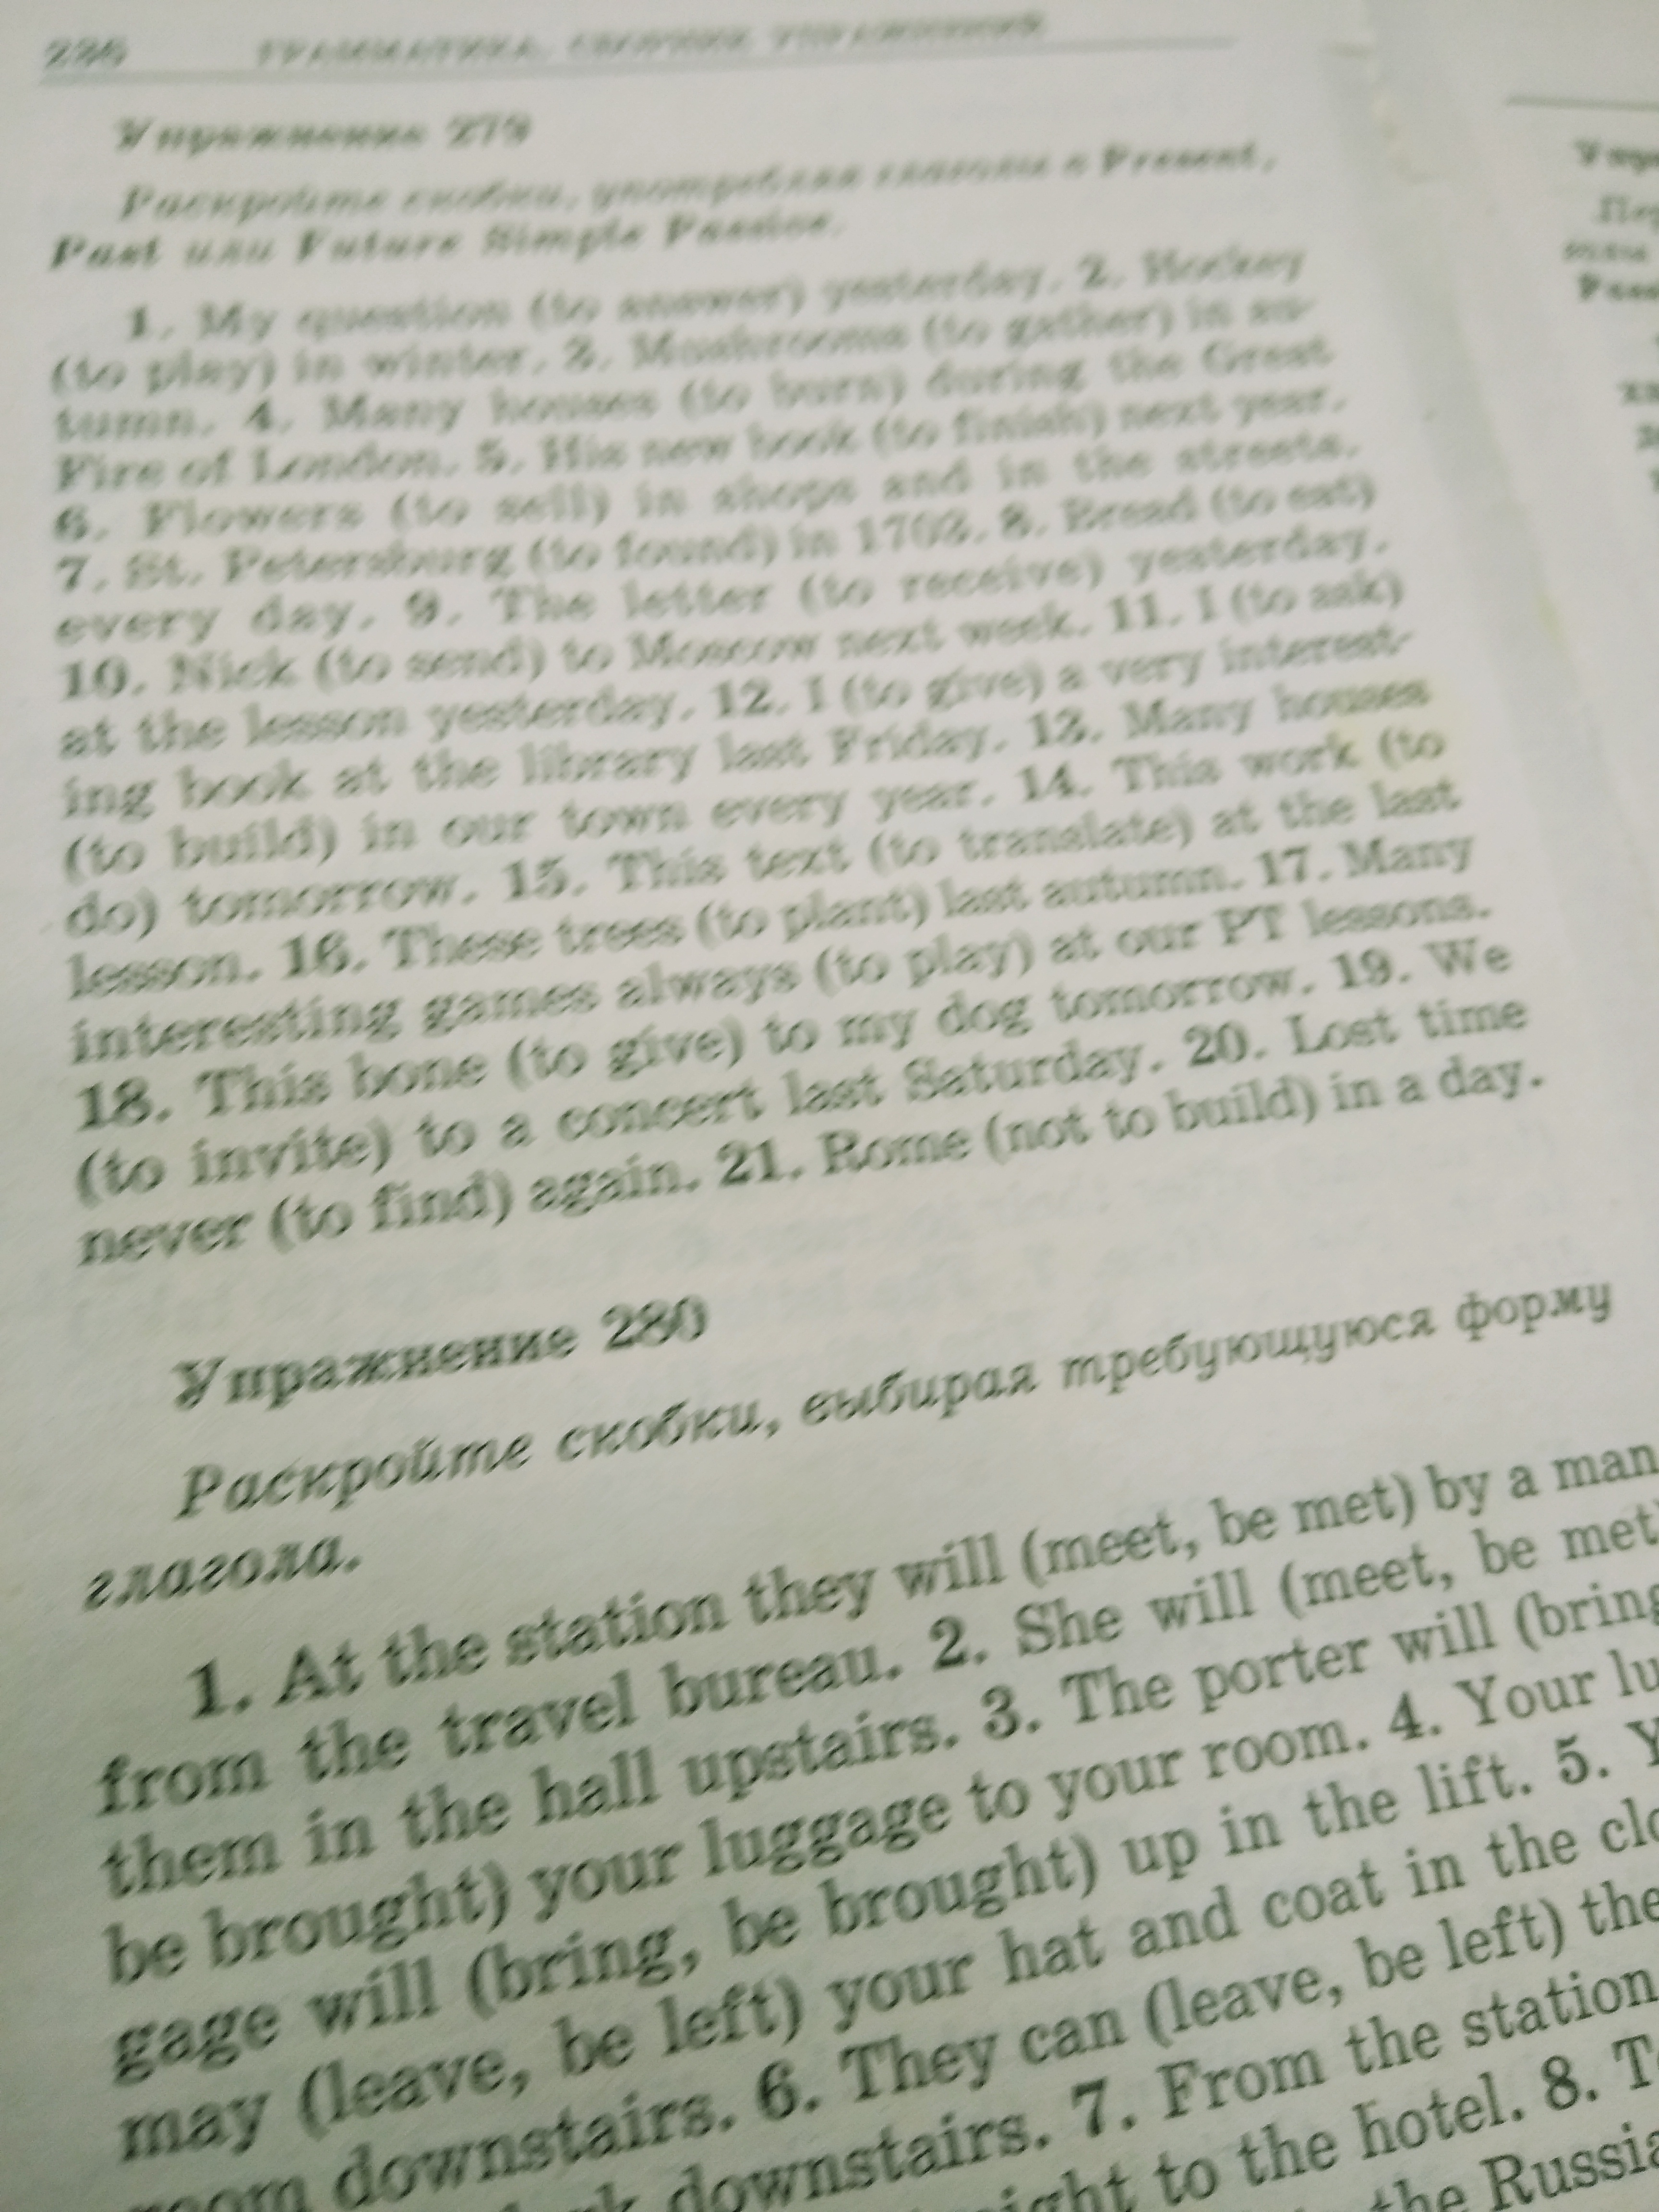 236 ГРАММАТИКА. СБОРНИК УПРАЖНЕНИЙ
Упражнение 279
Раскройте скобки, употребляя глаголы в Present,
Past или Future Simple Passive.
1. My question (to answer) yesterday. 2. Hockey
(to play) in winter. 3. Mushrooms (to gather) in au-
tumn. 4. Many houses (to burn) during the Great
Fire of London. 5. His new book (to finish) next year.
6. Flowers (to sell) in shops and in the streets.
7. St. Petersburg (to found) in 1703. 8. Bread (to eat)
every day. 9. The letter (to receive) yesterday.
10. Nick (to send) to Moscow next week. 11. I (to ask)
at the lesson yesterday. 12. I (to give) a very interest-
ing book at the library last Friday. 13. Many houses
(to build) in our town every year. 14. This work (to
do) tomorrow. 15. This text (to translate) at the last
lesson. 16. These trees (to plant) last autumn. 17. Many
interesting games always (to play) at our PT lessons.
18. This bone (to give) to my dog tomorrow. 19. We
(to invite) to a concert last Saturday. 20. Lost time
never (to find) again. 21. Rome (not to build) in a day.
Упражнение 280
Раскройте скобки, выбирая требующуюся форму
глагола.
1. At the station they will (meet, be met) by a man
from the travel bureau. 2. She will (meet, be met)
them in the hall upstairs. 3. The porter will (bring
be brought) your luggage to your room. 4. Your lu
gage will (bring, be brought) up in the lift. 5. Y
may (leave, be left) your hat and coat in the clo
room downstairs. 6. They can (leave, be left) the
downstairs. 7. From the station
to the hotel. 8. T
the Russia